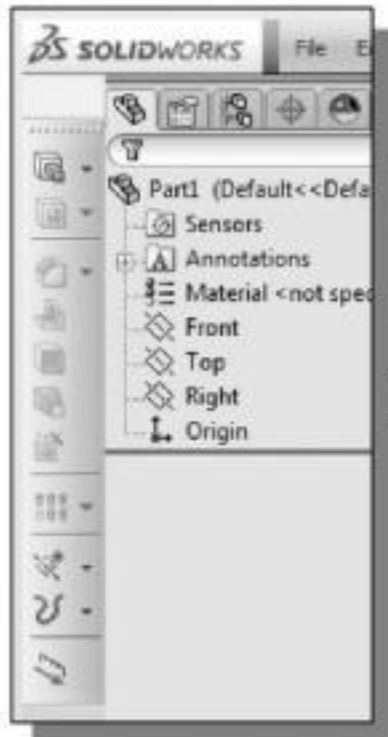 SOLIDWORKS File
Part1 (Default<<Defa
Sensors
A Annotations
Material <not spec
Front
Top
Right
Origin